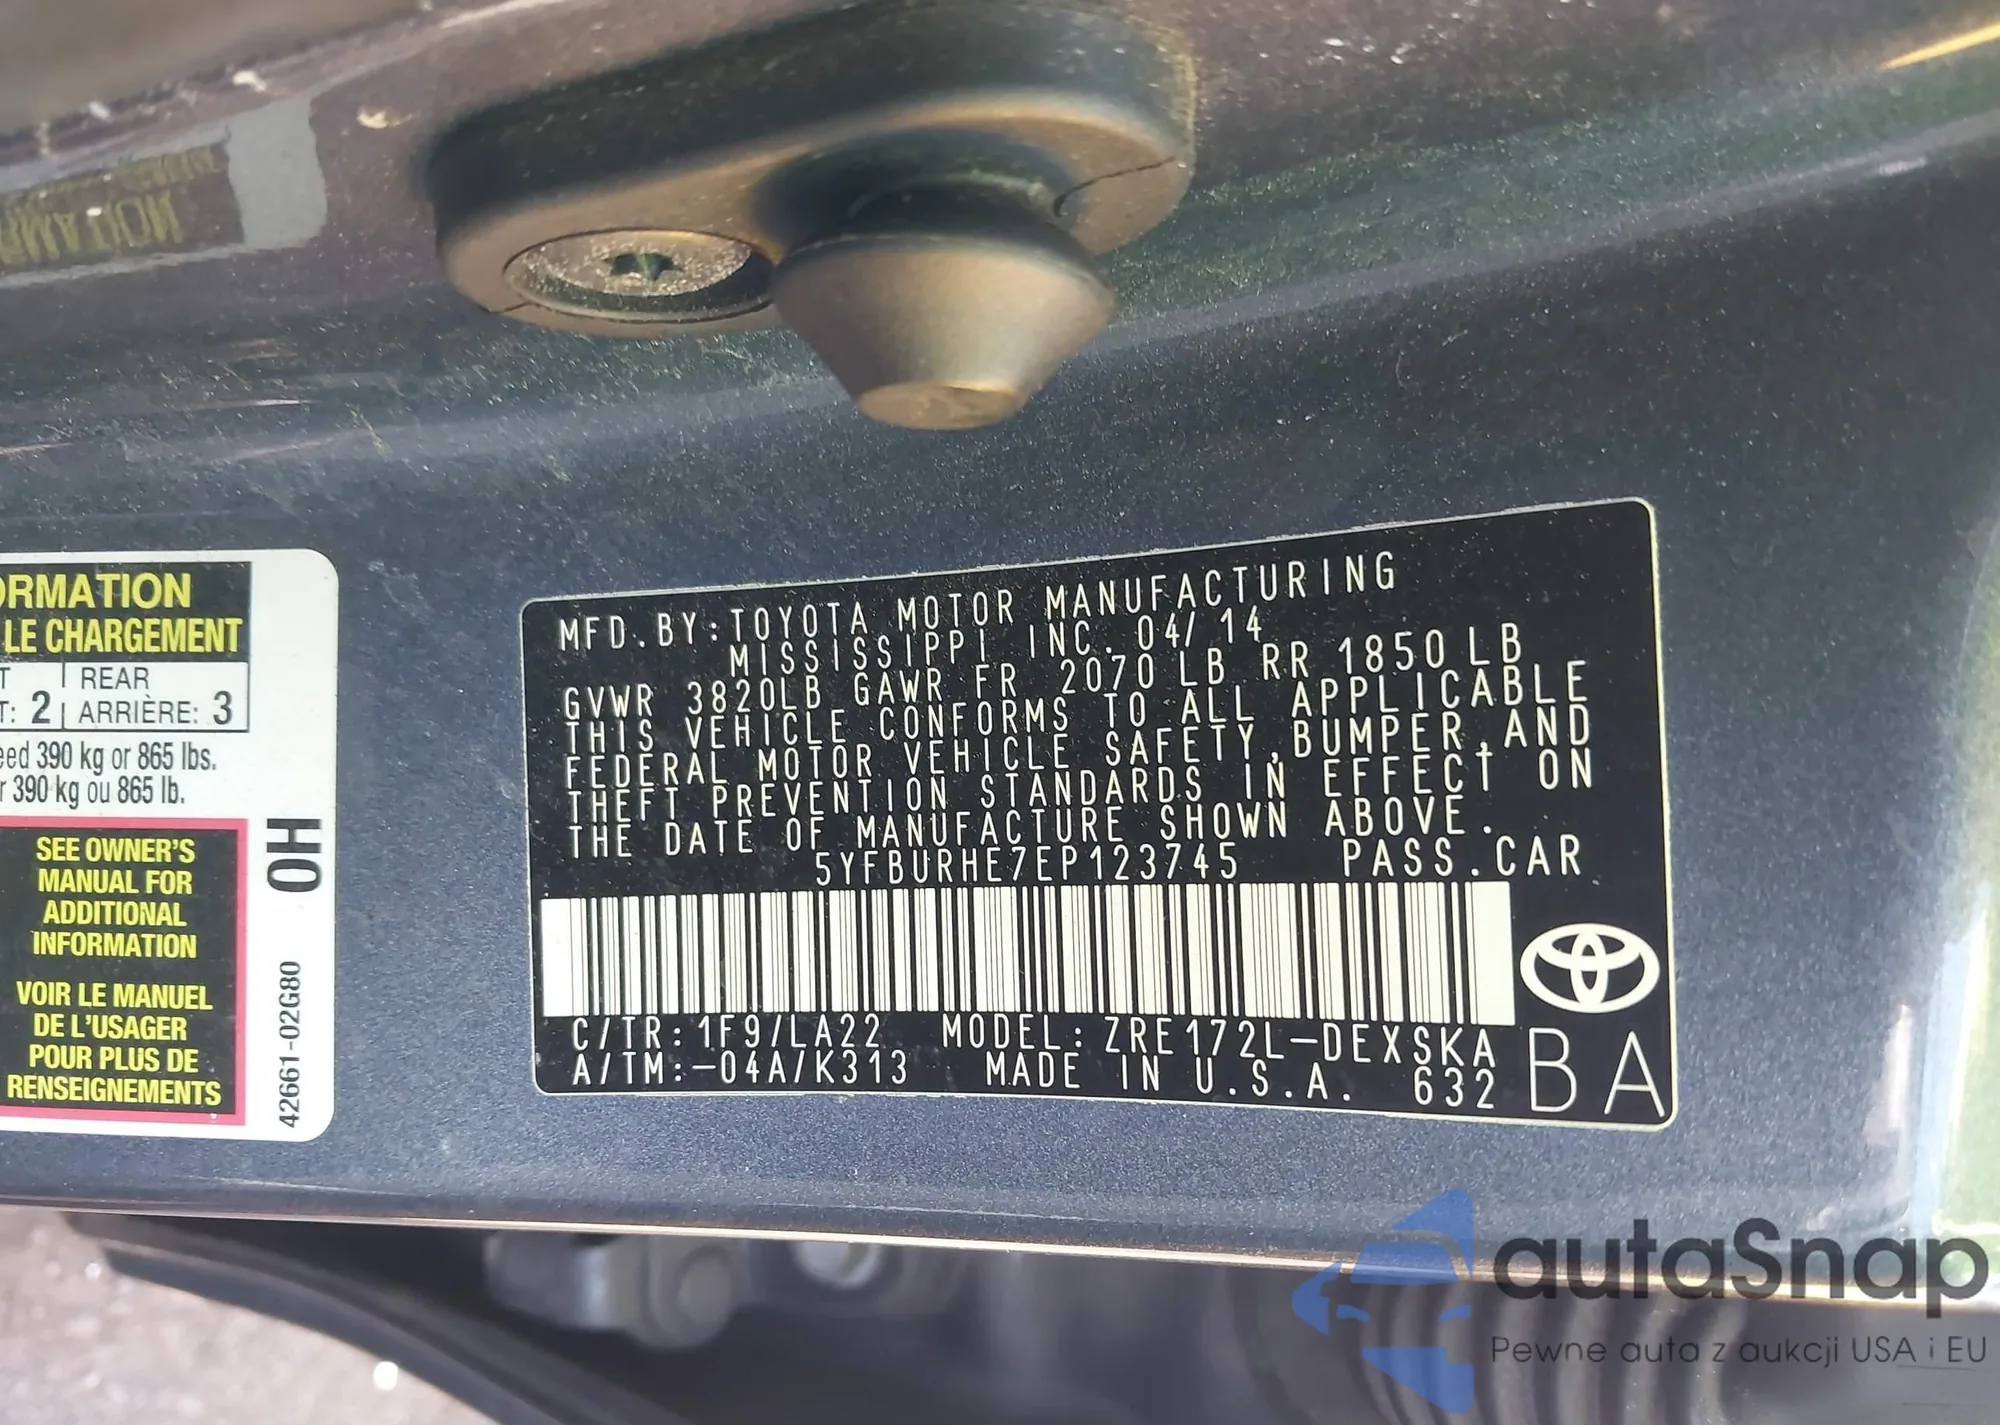 ORMATION
LE CHARGEMENT
T | REAR
T: 2 | ARRIÈRE: 3
eed 390 kg or 865 lbs.
r 390 kg ou 865 lb.
SEE OWNER'S
MANUAL FOR
ADDITIONAL
INFORMATION
VOIR LE MANUEL
DE L'USAGER
POUR PLUS DE
RENSEIGNEMENTS
OH
42661-02G80
MFD.BY:TOYOTA MOTOR MANUFACTURING
MISSISSIPPI INC. 04/14
GVWR 3820LB GAWR FR 2070LB RR 1850LB
THIS VEHICLE CONFORMS TO ALL APPLICABLE
FEDERAL MOTOR VEHICLE SAFETY,BUMPER,AND
THEFT PREVENTION STANDARDS IN EFFECT ON
THE DATE OF MANUFACTURE SHOWN ABOVE.
5YFBURHE7EP123745 PASS.CAR
C/TR:1F9/LA22 MODEL:ZRE172L-DEXSKA
A/TM:-04A/K313 MADE IN U.S.A. 632
BA
autaSnap
Pewne auta z aukcji USA i EU